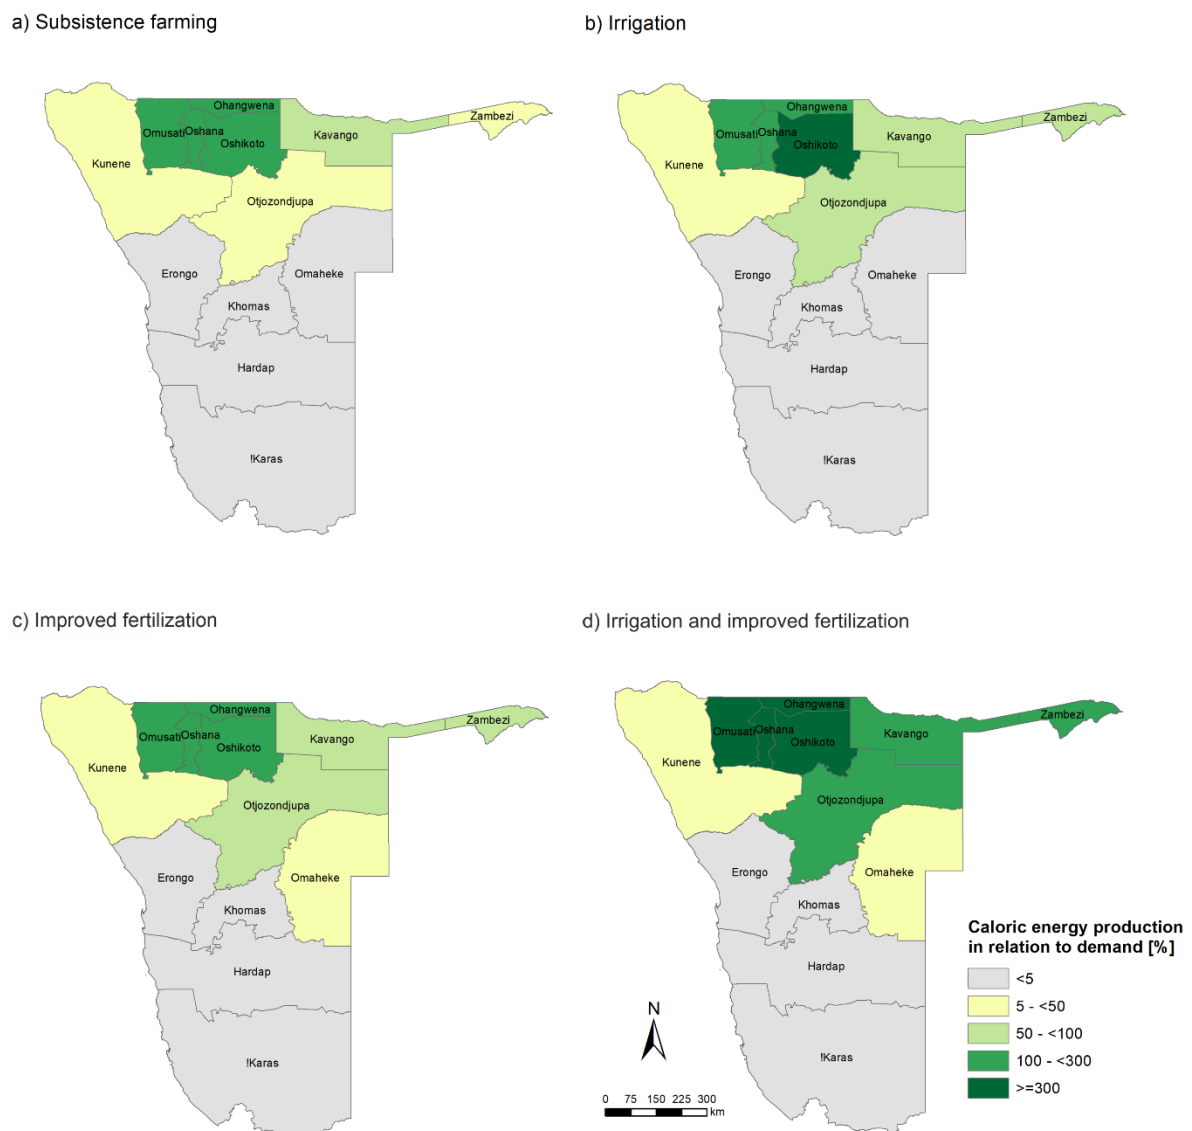 a) Subsistence farming
b) Irrigation
Ohangwena
Zambezi
Omusati
Oshana
Kavango
Oshikoto
Kunene
Otjozondjupa
Erongo
Omaheke
Khomas
Hardap
!Karas
Ohangwena
Zambezi
Omusati
Oshana
Kavango
Oshikoto
Kunene
Otjozondjupa
Erongo
Omaheke
Khomas
Hardap
!Karas
c) Improved fertilization
d) Irrigation and improved fertilization
Ohangwena
Zambezi
Omusati
Oshana
Kavango
Oshikoto
Kunene
Otjozondjupa
Erongo
Omaheke
Khomas
Hardap
!Karas
Ohangwena
Zambezi
Omusati
Oshana
Kavango
Oshikoto
Kunene
Otjozondjupa
Erongo
Omaheke
Khomas
Hardap
!Karas
Caloric energy production
in relation to demand [%]
<5
5 - <50
50 - <100
100 - <300
>=300
N
0 75 150 225 300
km